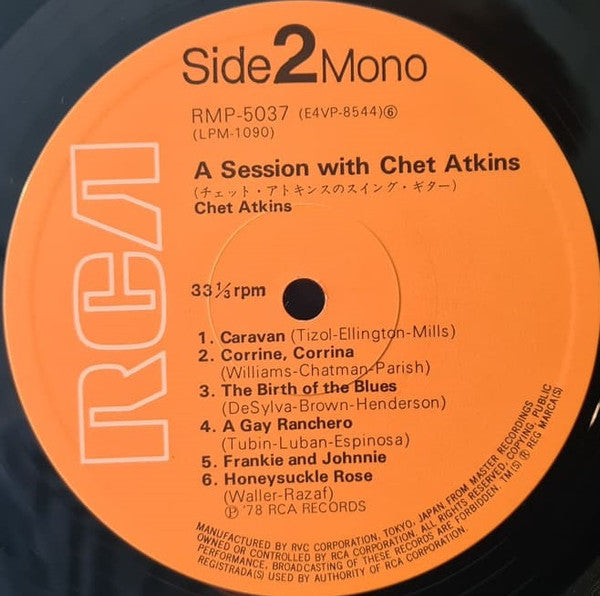 Side 2 Mono
RMP-5037 (E4VP-8544)⑥
(LPM-1090)
A Session with Chet Atkins
(チェット・アトキンスのスイング・ギター)
Chet Atkins
RCA
33⅓rpm
1. Caravan (Tizol-Ellington-Mills)
2. Corrine, Corrina
(Williams-Chatman-Parish)
3. The Birth of the Blues
(DeSylva-Brown-Henderson)
4. A Gay Ranchero
(Tubin-Luban-Espinosa)
5. Frankie and Johnnie
6. Honeysuckle Rose
(Waller-Razaf)
Ⓟ '78 RCA RECORDS
MANUFACTURED BY RVC CORPORATION, TOKYO, JAPAN, FROM MASTER RECORDINGS
OWNED OR CONTROLLED BY RCA CORPORATION. ALL RIGHTS RESERVED, COPYING, PUBLIC
PERFORMANCE, BROADCASTING OF THESE RECORDS ARE FORBIDDEN. TM(S) ® REG MARCA(S)
REGISTRADA(S) USED BY AUTHORITY OF RCA CORPORATION.